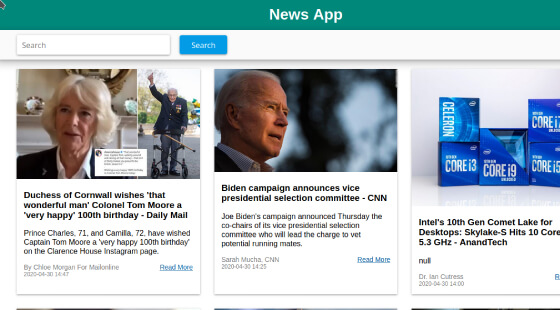 News App
Search
Search
Duchess of Cornwall wishes 'that
wonderful man' Colonel Tom Moore a
'very happy' 100th birthday - Daily Mail
Prince Charles, 71, and Camilla, 72, have wished
Captain Tom Moore a 'very happy 100th birthday'
on the Clarence House Instagram page.
By Chloe Morgan For Mailonline
Read More
2020-04-30 14:47
Biden campaign announces vice
presidential selection committee - CNN
Joe Biden's campaign announced Thursday the
co-chairs of its vice presidential selection
committee who will lead the charge to vet
potential running mates.
Sarah Mucha, CNN
Read More
2020-04-30 14:25
CELERON
CORE i3
CORE i9
CORE i7
CORE i5
Intel's 10th Gen Comet Lake for
Desktops: Skylake-S Hits 10 Core
5.3 GHz - AnandTech
null
Dr. Ian Cutress
2020-04-30 14:00